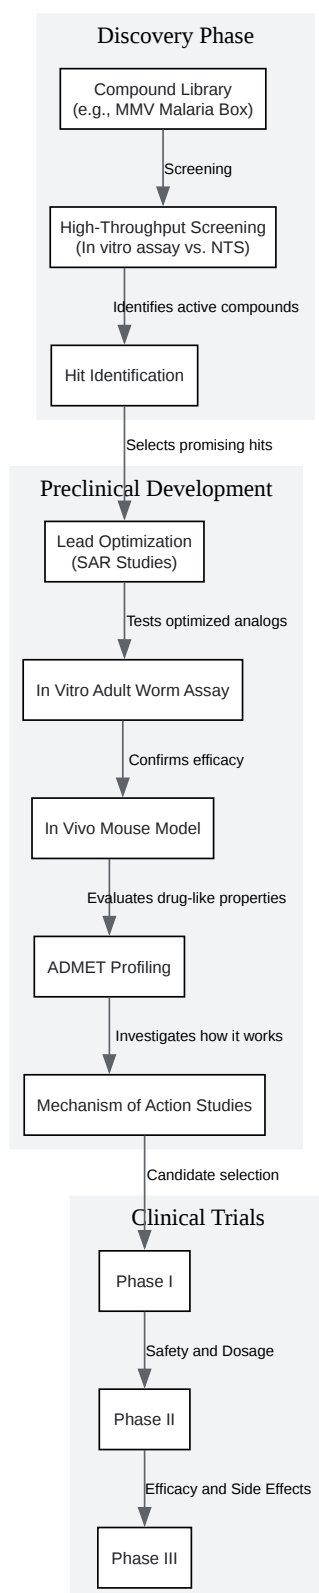 Discovery Phase
Compound Library
(e.g., MMV Malaria Box)
Screening
High-Throughput Screening
(In vitro assay vs. NTS)
Identifies active compounds
Hit Identification
Selects promising hits
Preclinical Development
Lead Optimization
(SAR Studies)
Tests optimized analogs
In Vitro Adult Worm Assay
Confirms efficacy
In Vivo Mouse Model
Evaluates drug-like properties
ADMET Profiling
Investigates how it works
Mechanism of Action Studies
Candidate selection
Clinical Trials
Phase I
Safety and Dosage
Phase II
Efficacy and Side Effects
Phase III